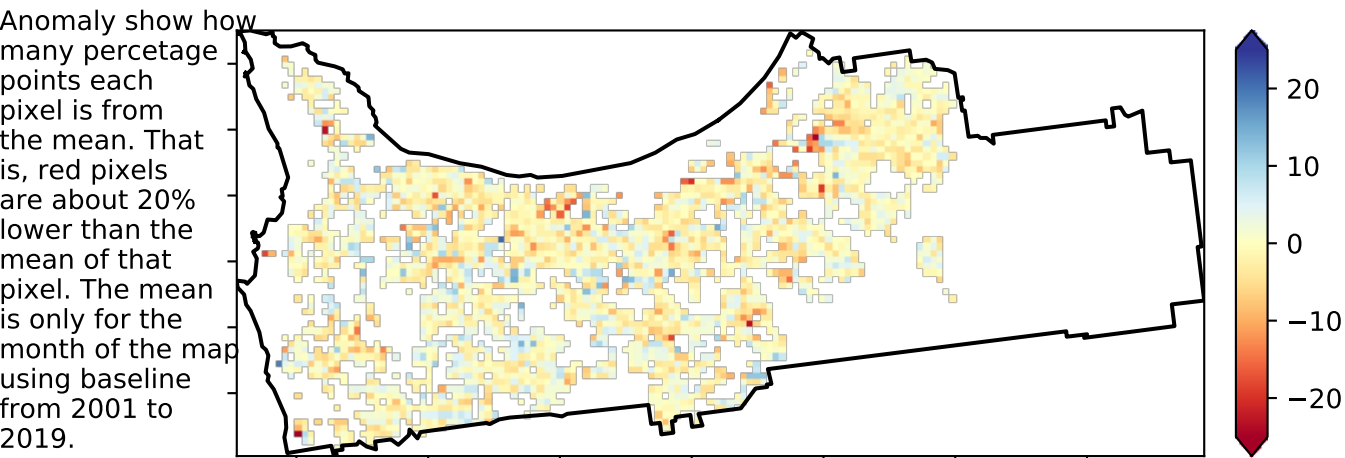 Anomaly show how
many percetage
points each
pixel is from
the mean. That
is, red pixels
are about 20%
lower than the
mean of that
pixel. The mean
is only for the
month of the map
using baseline
from 2001 to
2019.
20
10
0
−10
−20